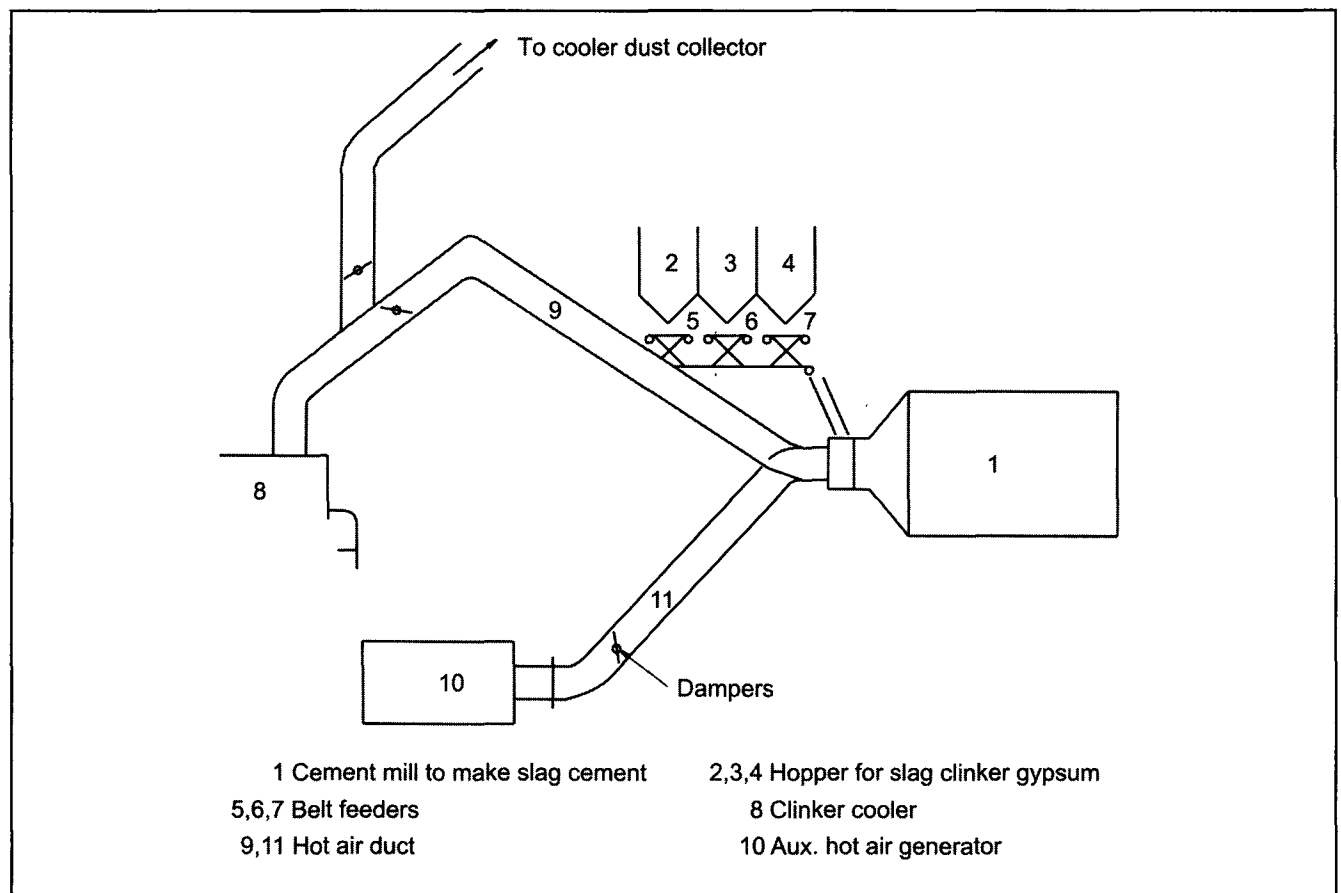 To cooler dust collector
2 3 4
9
5 6 7
1
8
11
10
Dampers
1 Cement mill to make slag cement
2,3,4 Hopper for slag clinker gypsum
5,6,7 Belt feeders
8 Clinker cooler
9,11 Hot air duct
10 Aux. hot air generator